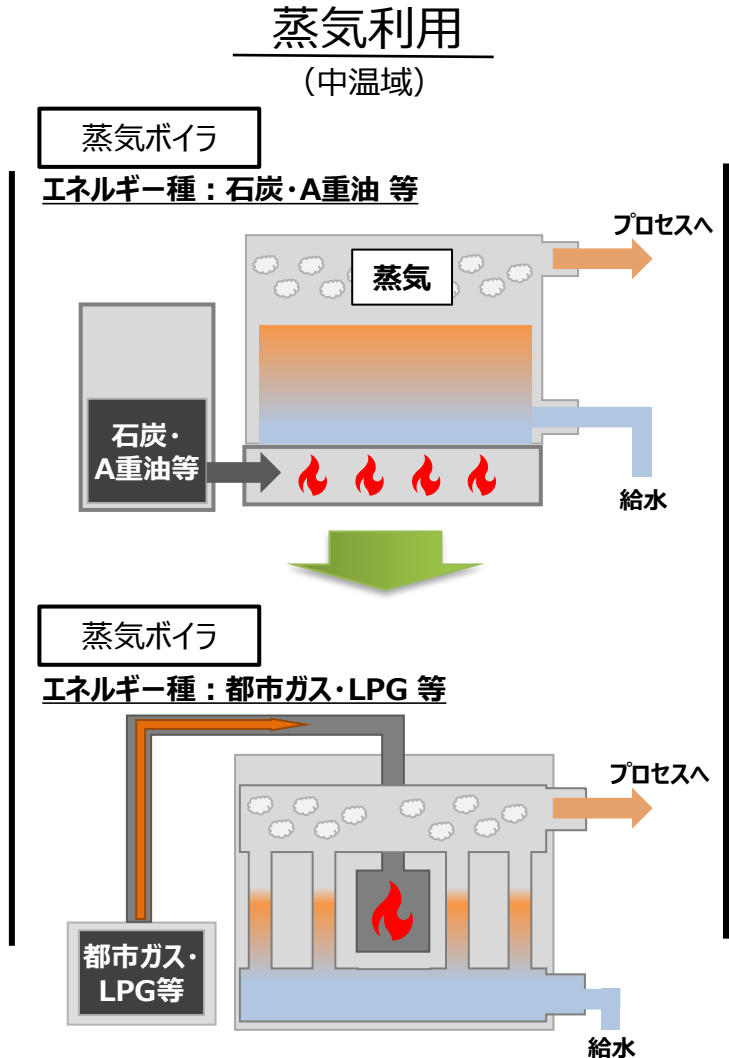 蒸気利用
（中温域）
蒸気ボイラ
エネルギー種：石炭・A重油 等
プロセスへ
蒸気
石炭・
A重油等
給水
蒸気ボイラ
エネルギー種：都市ガス・LPG 等
プロセスへ
都市ガス・
LPG等
給水